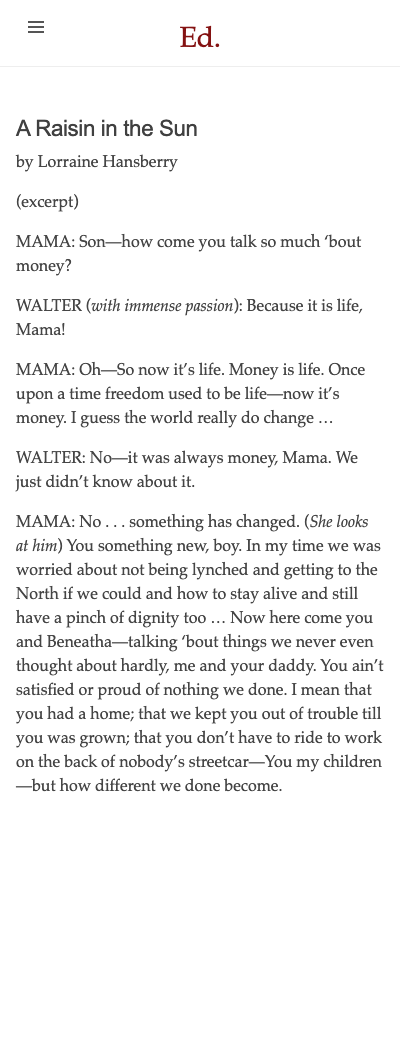 Ed.
A Raisin in the Sun
by Lorraine Hansberry
(excerpt)
MAMA: Son—how come you talk so much ‘bout
money?
WALTER (with immense passion): Because it is life,
Mama!
MAMA: Oh—So now it’s life. Money is life. Once
upon a time freedom used to be life—now it’s
money. I guess the world really do change …
WALTER: No—it was always money, Mama. We
just didn’t know about it.
MAMA: No . . . something has changed. (She looks
at him) You something new, boy. In my time we was
worried about not being lynched and getting to the
North if we could and how to stay alive and still
have a pinch of dignity too … Now here come you
and Beneatha—talking ‘bout things we never even
thought about hardly, me and your daddy. You ain’t
satisfied or proud of nothing we done. I mean that
you had a home; that we kept you out of trouble till
you was grown; that you don’t have to ride to work
on the back of nobody’s streetcar—You my children
—but how different we done become.